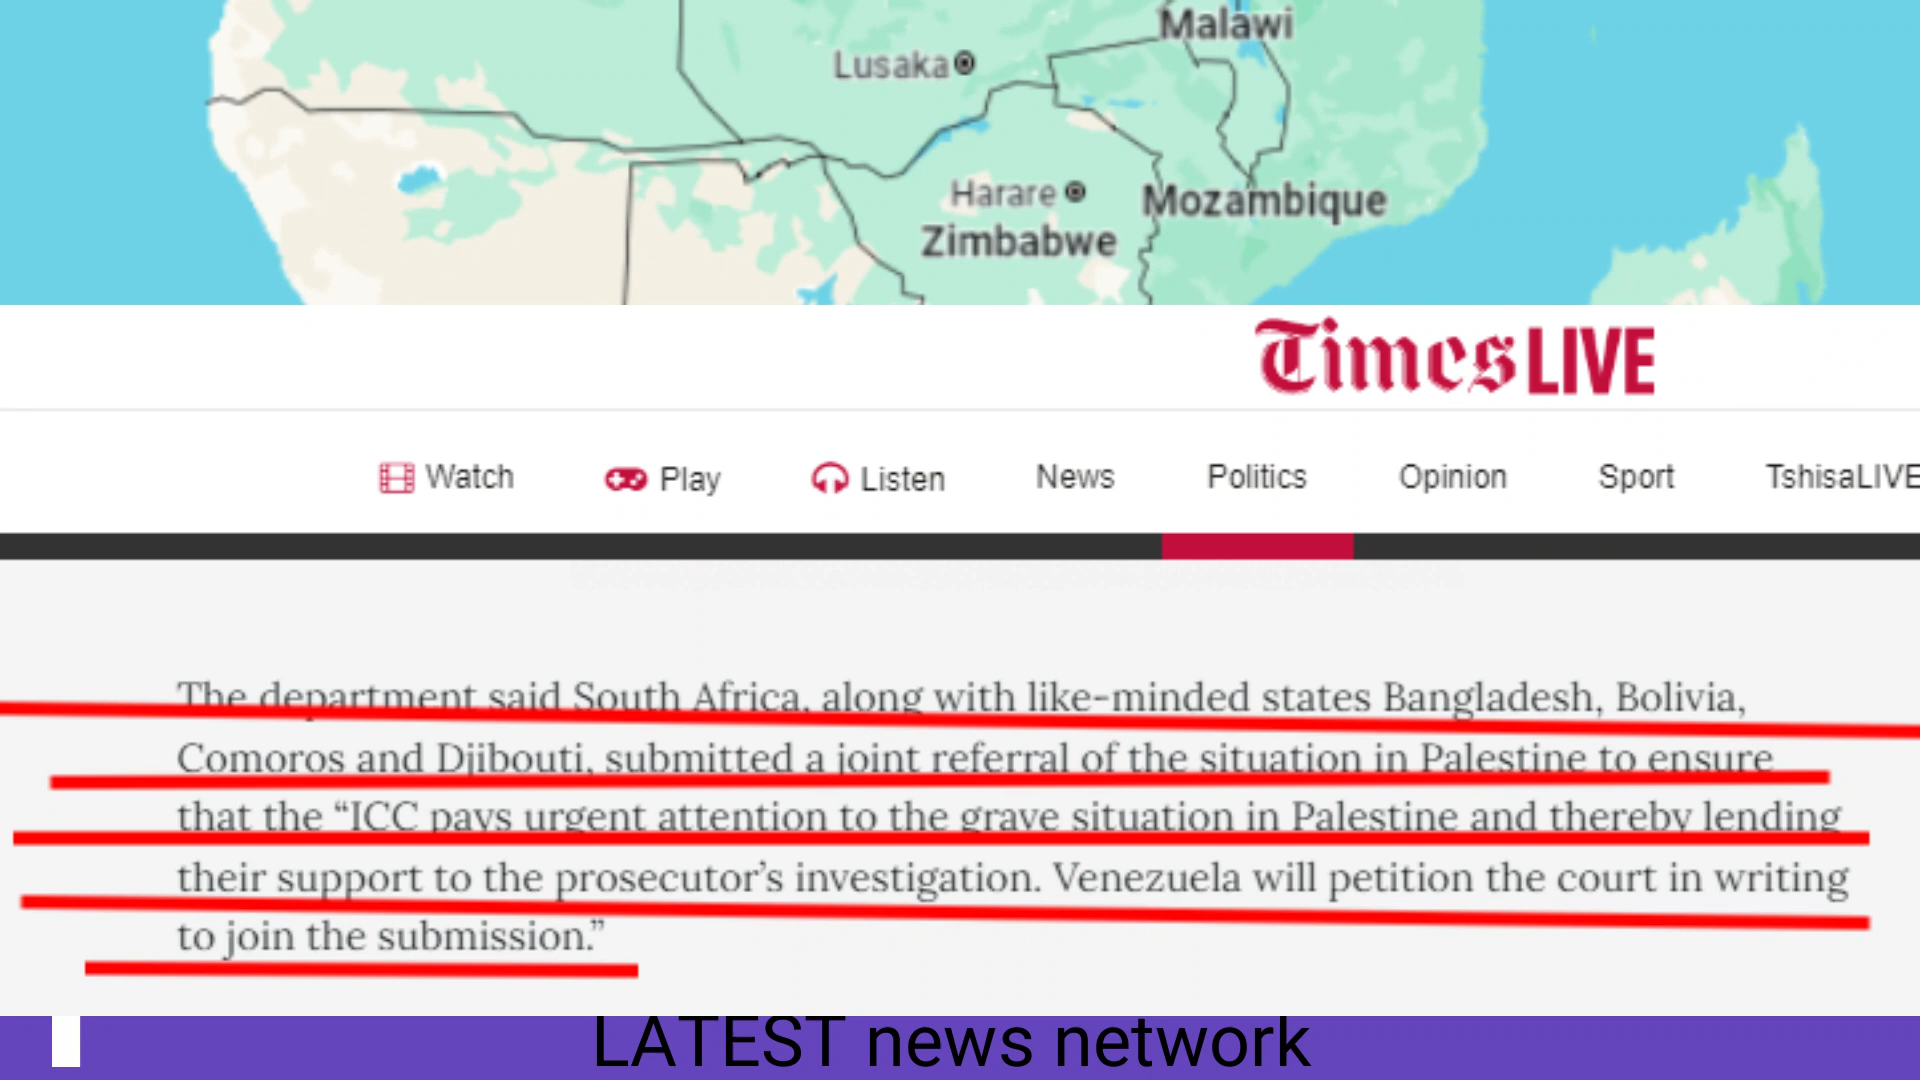 Malawi
Lusaka
Harare
Mozambique
Zimbabwe
Times LIVE
Watch Play Listen News Politics Opinion Sport TshisaLIVE
The department said South Africa, along with like-minded states Bangladesh, Bolivia,
Comoros and Djibouti, submitted a joint referral of the situation in Palestine to ensure
that the “ICC pays urgent attention to the grave situation in Palestine and thereby lending
their support to the prosecutor’s investigation. Venezuela will petition the court in writing
to join the submission.”
LATEST news network